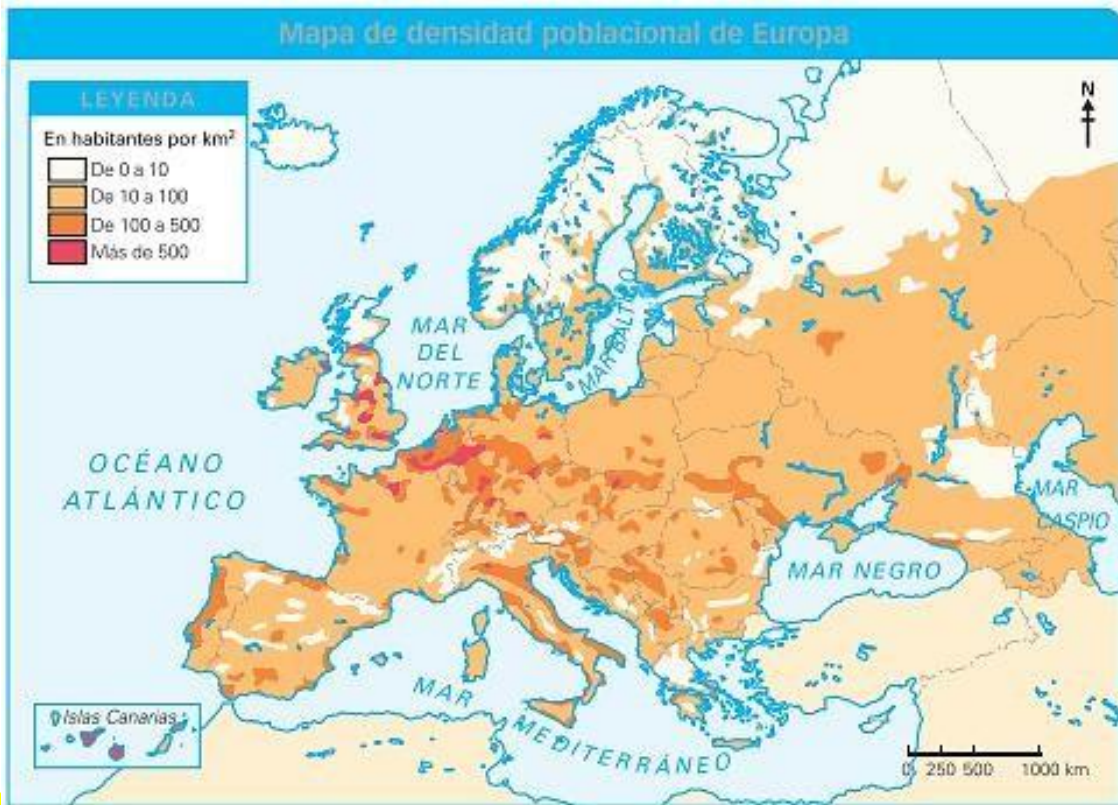 Mapa de densidad poblacional de Europa
LEYENDA
En habitantes por km²
De 0 a 10
De 10 a 100
De 100 a 500
Más de 500
N
MAR
DEL
NORTE
MAR BÁLTICO
OCÉANO
ATLÁNTICO
MAR
CASPIO
MAR NEGRO
MAR
MEDITERRÁNEO
Islas Canarias
0 250 500 1000 km